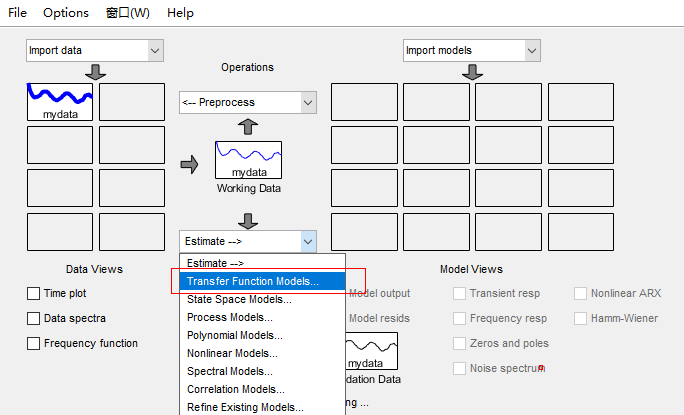 File Options 窗口(W) Help
Import data
Import models
Operations
<-- Preprocess
mydata
mydata
Working Data
Estimate -->
Estimate -->
Transfer Function Models...
State Space Models...
Process Models...
Polynomial Models...
Nonlinear Models...
Spectral Models...
Correlation Models...
Refine Existing Models...
Data Views
Time plot
Data spectra
Frequency function
Model Views
Model output
Transient resp
Nonlinear ARX
Model resids
Frequency resp
Hamm-Wiener
Zeros and poles
Noise spectrum
mydata
dation Data
ng ...